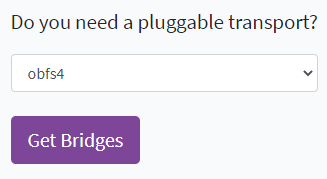 Do you need a pluggable transport?
obfs4
Get Bridges